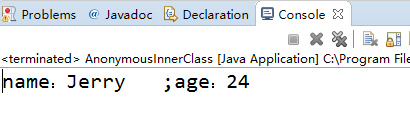 Problems @ Javadoc Declaration Console
<terminated> AnonymousInnerClass [Java Application] C:\Program File
name：Jerry   ;age：24